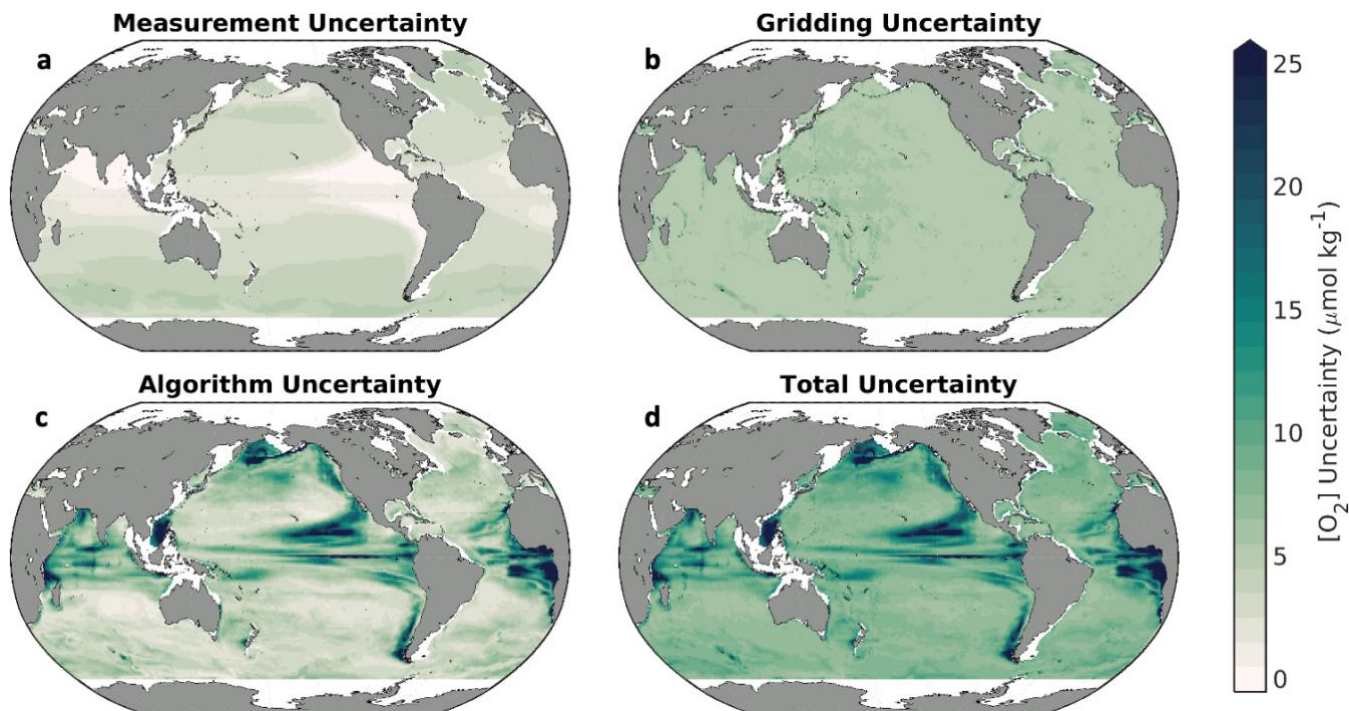 Measurement Uncertainty
Gridding Uncertainty
a
b
25
20
15
10
5
0
[O₂] Uncertainty (μmol kg⁻¹)
Algorithm Uncertainty
Total Uncertainty
c
d